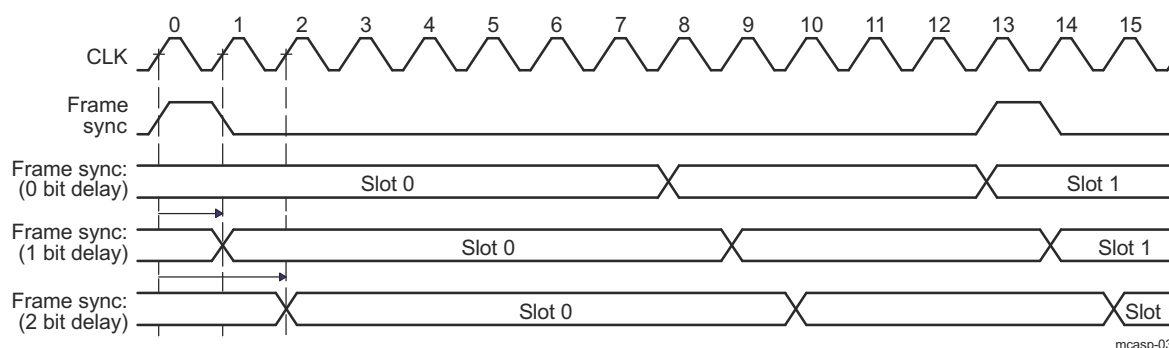 0 1 2 3 4 5 6 7 8 9 10 11 12 13 14 15
CLK
Frame
sync
Frame sync:
(0 bit delay)
Slot 0
Slot 1
Frame sync:
(1 bit delay)
Slot 0
Slot 1
Frame sync:
(2 bit delay)
Slot 0
Slot
mcasp-03